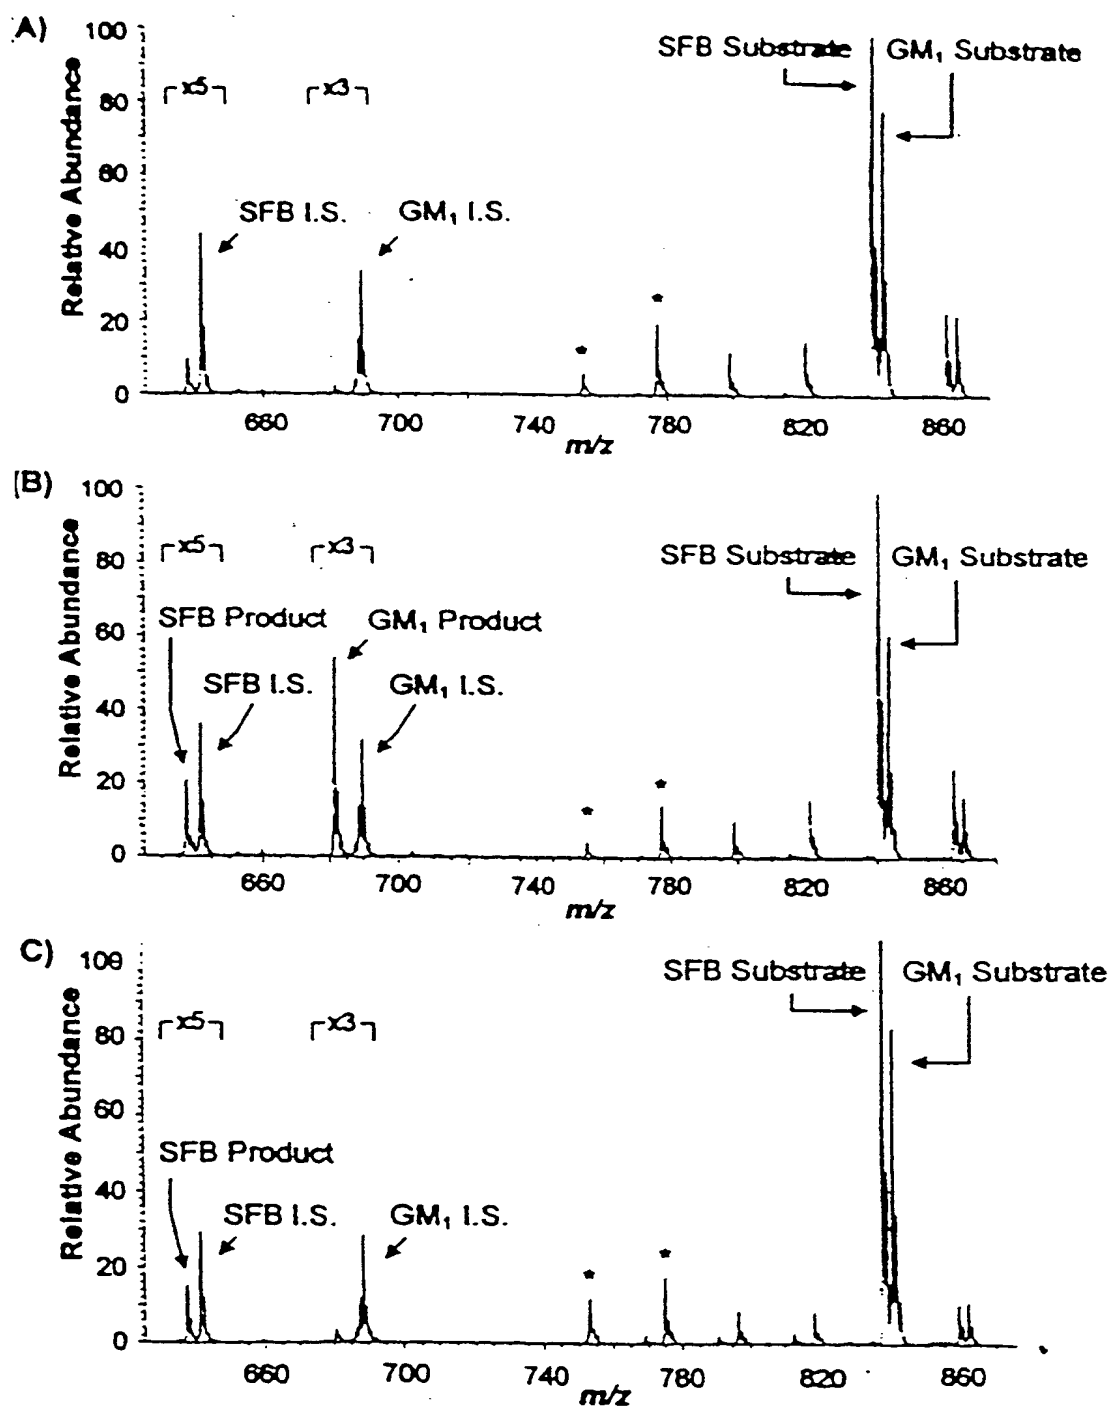 A)
100
80
60
40
20
0
Relative Abundance
x5
x3
SFB Substrate
GM₁ Substrate
SFB I.S.
GM₁ I.S.
*
*
660 700 740 780 820 860
m/z
(B)
100
80
60
40
20
0
Relative Abundance
x5
x3
SFB Substrate
GM₁ Substrate
SFB Product
GM₁ Product
SFB I.S.
GM₁ I.S.
*
*
660 700 740 780 820 860
m/z
C)
100
80
60
40
20
0
Relative Abundance
x5
x3
SFB Substrate
GM₁ Substrate
SFB Product
SFB I.S.
GM₁ I.S.
*
*
660 700 740 780 820 860
m/z